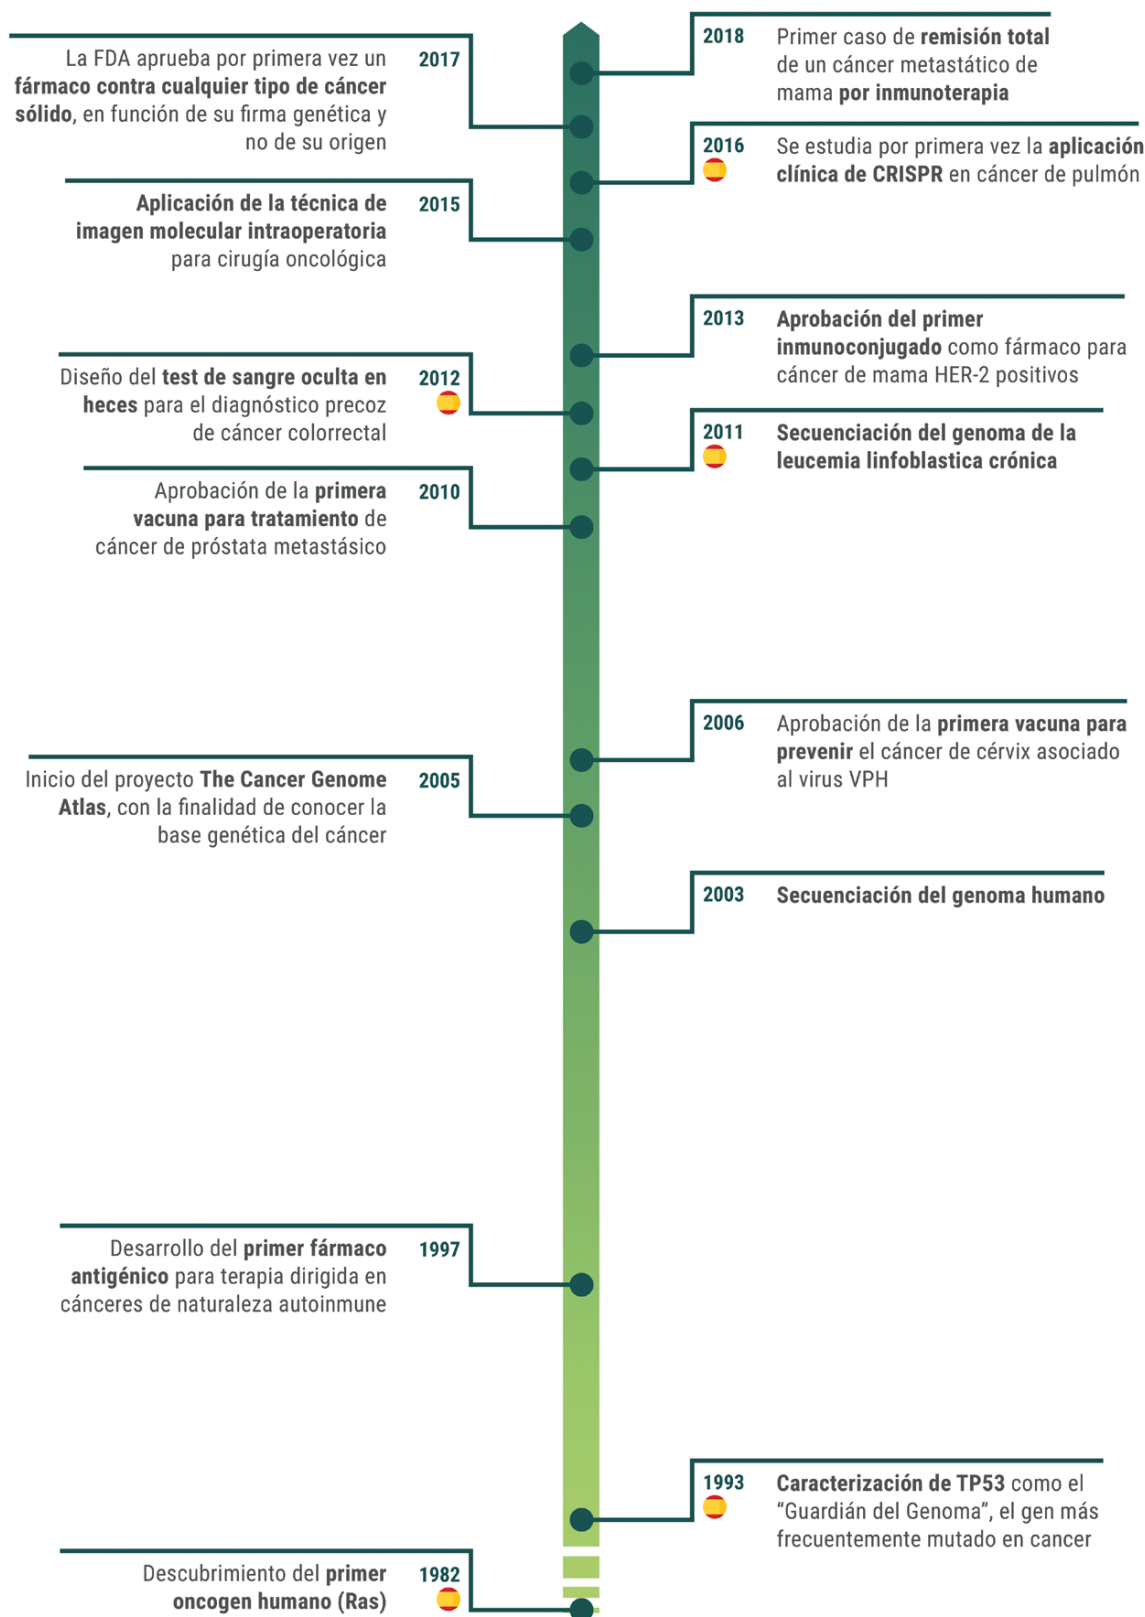 2018 Primer caso de remisión total
de un cáncer metastático de
mama por inmunoterapia
La FDA aprueba por primera vez un 2017
fármaco contra cualquier tipo de cáncer
sólido, en función de su firma genética y
no de su origen
2016 Se estudia por primera vez la aplicación
clínica de CRISPR en cáncer de pulmón
Aplicación de la técnica de 2015
imagen molecular intraoperatoria
para cirugía oncológica
2013 Aprobación del primer
inmunoconjugado como fármaco para
cáncer de mama HER-2 positivos
Diseño del test de sangre oculta en 2012
heces para el diagnóstico precoz
de cáncer colorrectal
2011 Secuenciación del genoma de la
leucemia linfoblastica crónica
Aprobación de la primera 2010
vacuna para tratamiento de
cáncer de próstata metastásico
2006 Aprobación de la primera vacuna para
prevenir el cáncer de cérvix asociado
al virus VPH
Inicio del proyecto The Cancer Genome 2005
Atlas, con la finalidad de conocer la
base genética del cáncer
2003 Secuenciación del genoma humano
Desarrollo del primer fármaco 1997
antigénico para terapia dirigida en
cánceres de naturaleza autoinmune
1993 Caracterización de TP53 como el
“Guardián del Genoma”, el gen más
frecuentemente mutado en cancer
Descubrimiento del primer 1982
oncogen humano (Ras)